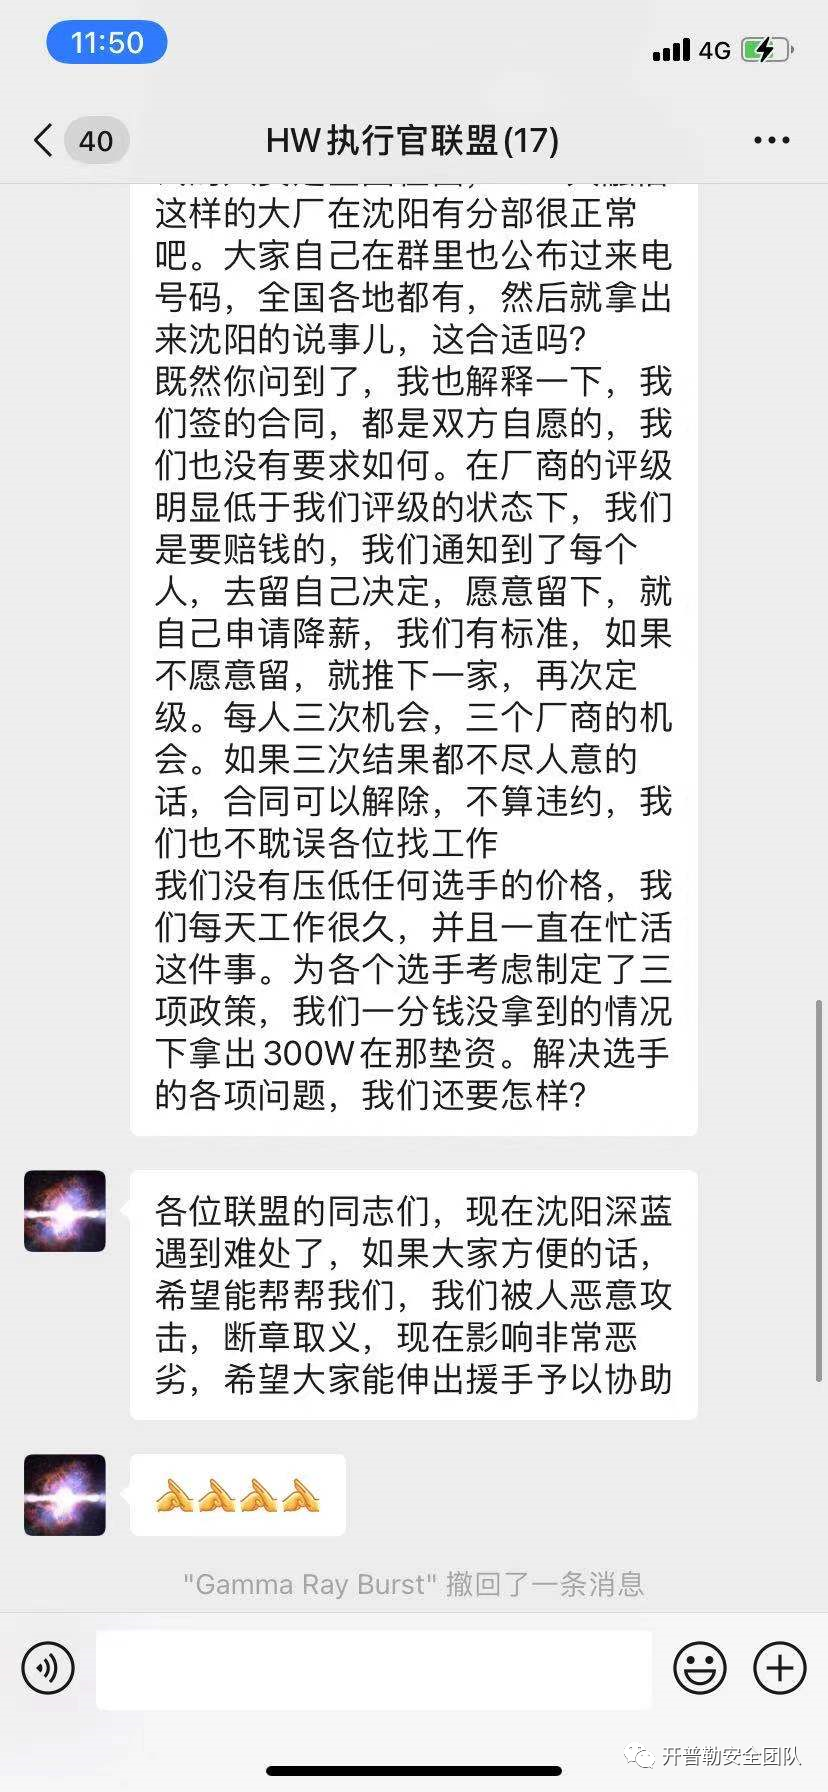 11:50
4G
40
HW执行官联盟(17)
这样的大厂在沈阳有分部很正常
吧。大家自己在群里也公布过来电
号码，全国各地都有，然后就拿出
来沈阳的说事儿，这合适吗?
既然你问到了，我也解释一下，我
们签的合同，都是双方自愿的，我
们也没有要求如何。在厂商的评级
明显低于我们评级的状态下，我们
是要赔钱的，我们通知到了每个
人，去留自己决定，愿意留下，就
自己申请降薪，我们有标准，如果
不愿意留，就推下一家，再次定
级。每人三次机会，三个厂商的机
会。如果三次结果都不尽人意的
话，合同可以解除，不算违约，我
们也不耽误各位找工作
我们没有压低任何选手的价格，我
们每天工作很久，并且一直在忙活
这件事。为各个选手考虑制定了三
项政策，我们一分钱没拿到的情况
下拿出300W在那垫资。解决选手
的各项问题，我们还要怎样?
各位联盟的同志们，现在沈阳深蓝
遇到难处了，如果大家方便的话，
希望能帮帮我们，我们被人恶意攻
击，断章取义，现在影响非常恶
劣，希望大家能伸出援手予以协助
"Gamma Ray Burst" 撤回了一条消息
开普勒安全团队